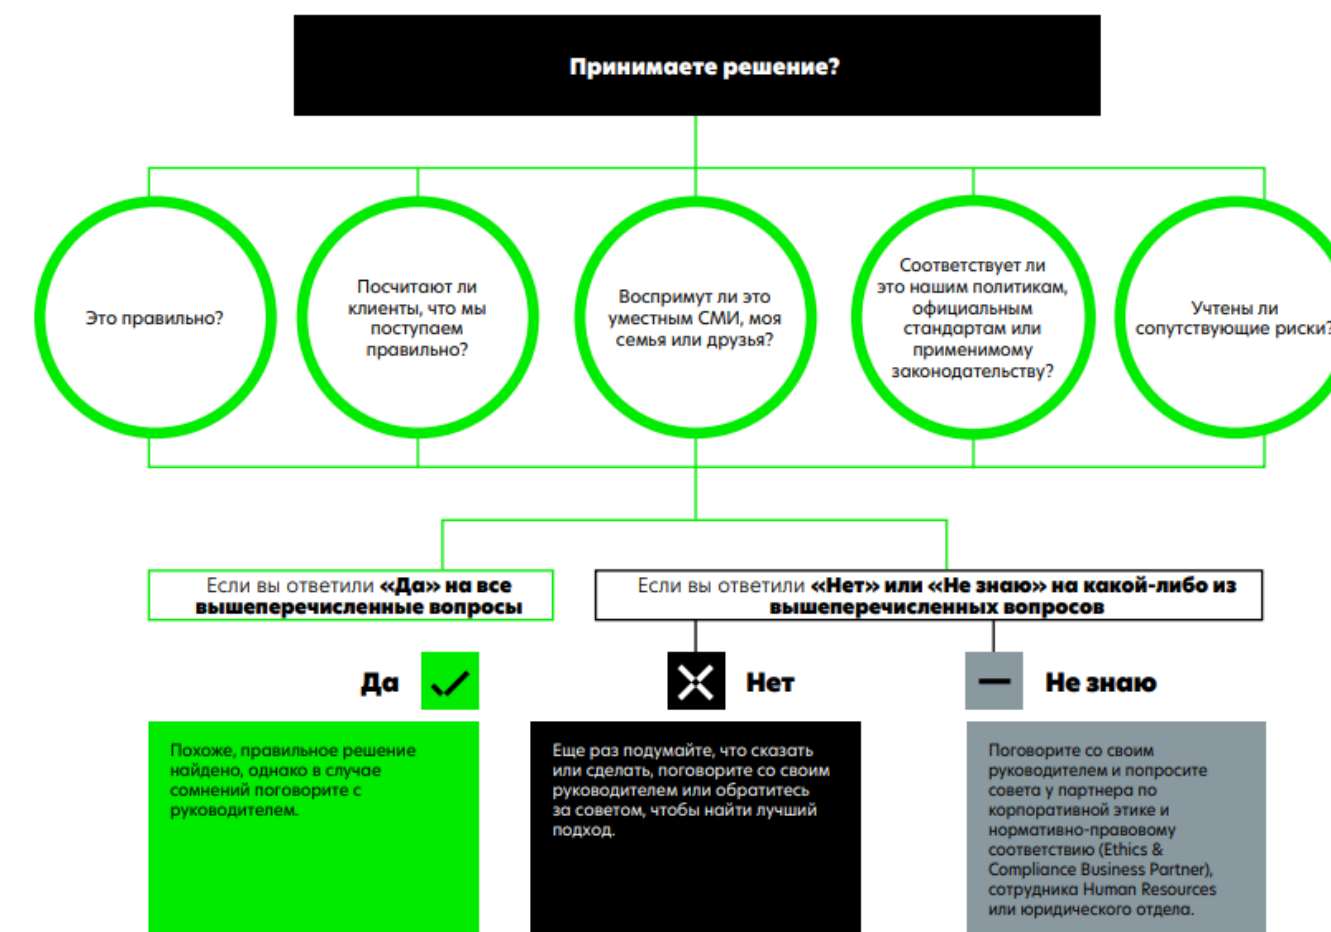 Принимаете решение?
Это правильно?
Посчитают ли
клиенты, что мы
поступаем
правильно?
Воспримут ли это
уместным СМИ, моя
семья или друзья?
Соответствует ли
это нашим политикам,
официальным
стандартам или
применимому
законодательству?
Учтены ли
сопутствующие риски?
Если вы ответили «Да» на все
вышеперечисленные вопросы
Если вы ответили «Нет» или «Не знаю» на какой-либо из
вышеперечисленных вопросов
Да
Нет
Не знаю
Похоже, правильное решение
найдено, однако в случае
сомнений поговорите с
руководителем.
Еще раз подумайте, что сказать
или сделать, поговорите со своим
руководителем или обратитесь
за советом, чтобы найти лучший
подход.
Поговорите со своим
руководителем и попросите
совета у партнера по
корпоративной этике и
нормативно-правовому
соответствию (Ethics &
Compliance Business Partner),
сотрудника Human Resources
или юридического отдела.